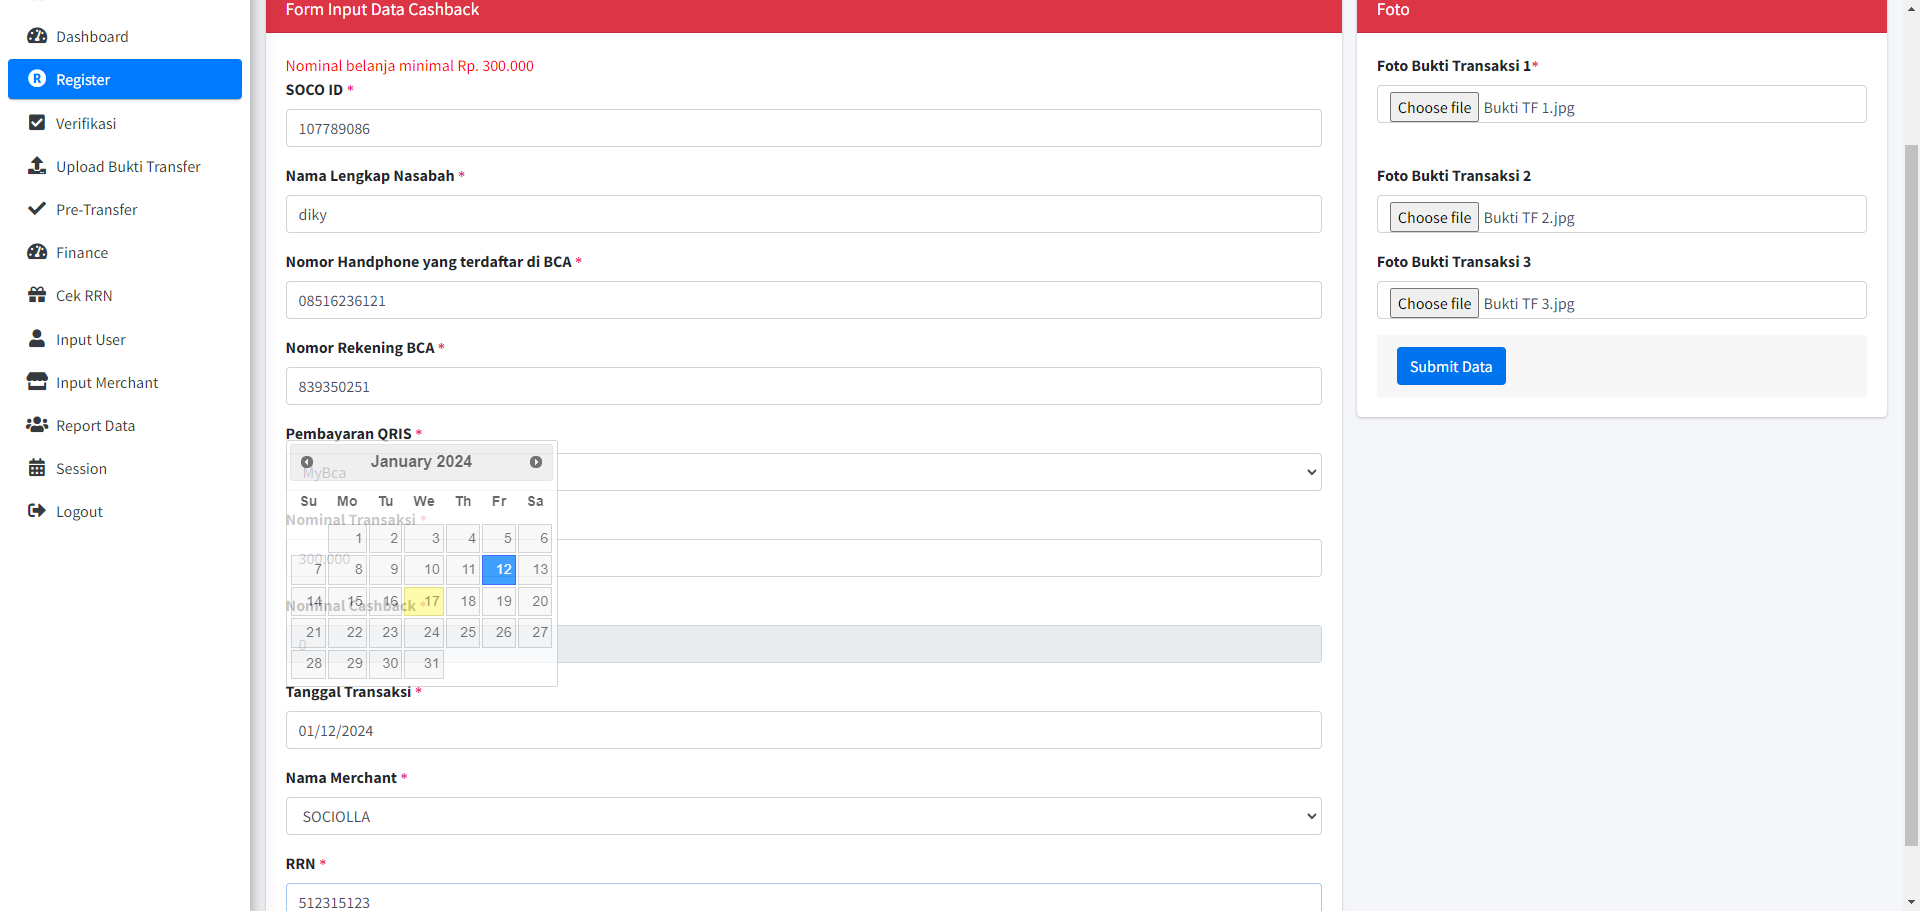 Dashboard
Register
Verifikasi
Upload Bukti Transfer
Pre-Transfer
Finance
Cek RRN
Input User
Input Merchant
Report Data
Session
Logout
Form Input Data Cashback
Nominal belanja minimal Rp. 300.000
SOCO ID *
107789086
Nama Lengkap Nasabah *
diky
Nomor Handphone yang terdaftar di BCA *
08516236121
Nomor Rekening BCA *
839350251
Pembayaran QRIS *
MyBca
January 2024
Su Mo Tu We Th Fr Sa
1 2 3 4 5 6
7 8 9 10 11 12 13
14 15 16 17 18 19 20
21 22 23 24 25 26 27
28 29 30 31
Nominal Transaksi *
300.000
Nominal Cashback *
0
Tanggal Transaksi *
01/12/2024
Nama Merchant *
SOCIOLLA
RRN *
512315123
Foto
Foto Bukti Transaksi 1*
Choose file Bukti TF 1.jpg
Foto Bukti Transaksi 2
Choose file Bukti TF 2.jpg
Foto Bukti Transaksi 3
Choose file Bukti TF 3.jpg
Submit Data